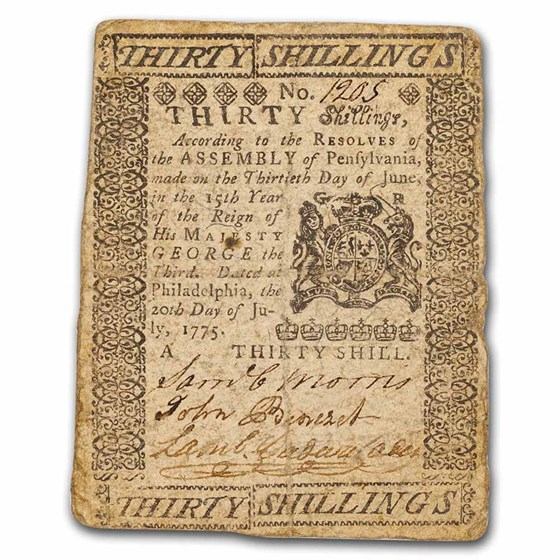 THIRTY SHILLINGS
No. 1205
THIRTY Shillings,
According to the RESOLVES of
the ASSEMBLY of Pensylvania,
made on the Thirtieth Day of June,
in the 15th Year
of the Reign of
His MAJESTY
GEORGE the
Third. Dated at
Philadelphia, the
20th Day of Ju-
ly, 1775.
R
A THIRTY SHILL.
Saml C Morris
John Benezet
THIRTY SHILLINGS